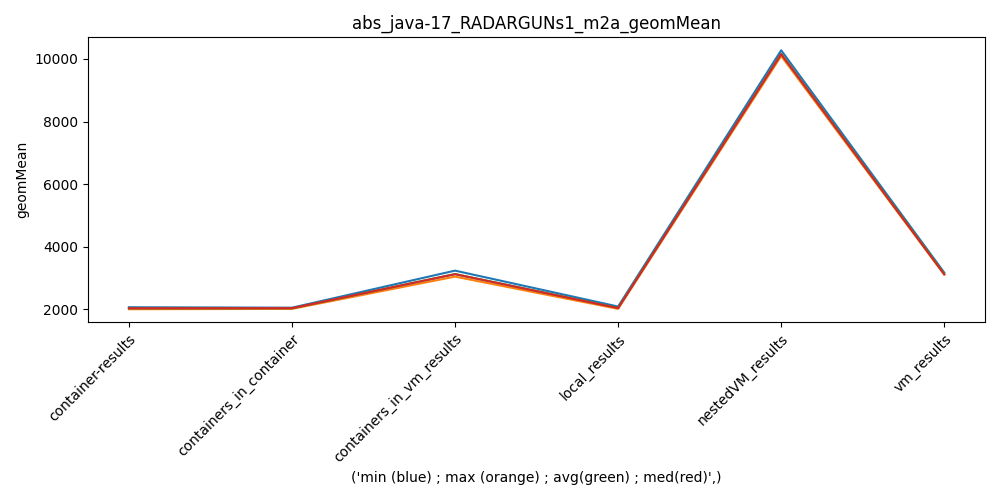 abs_java-17_RADARGUNs1_m2a_geomMean
geomMean
10000
8000
6000
4000
2000
container-results
containers_in_container
containers_in_vm_results
local_results
nestedVM_results
vm_results
('min (blue) ; max (orange) ; avg(green) ; med(red)',)